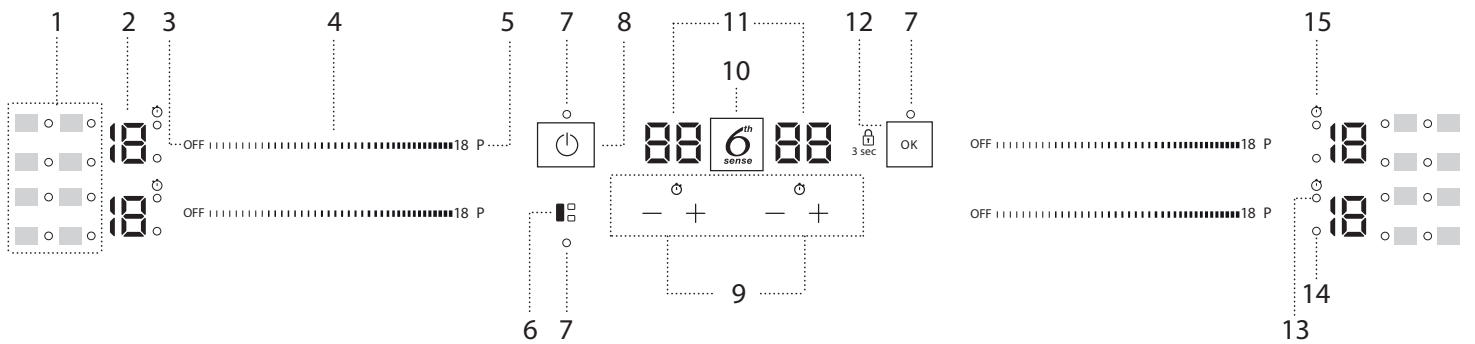 1 2 3 4 5 7 8 11 12 7 15
10
18 OFF 18 P 88 6th sense 88 3 sec OK OFF 18 P 18
18 OFF 18 P − + − + OFF 18 P 18
9
6 7 13 14